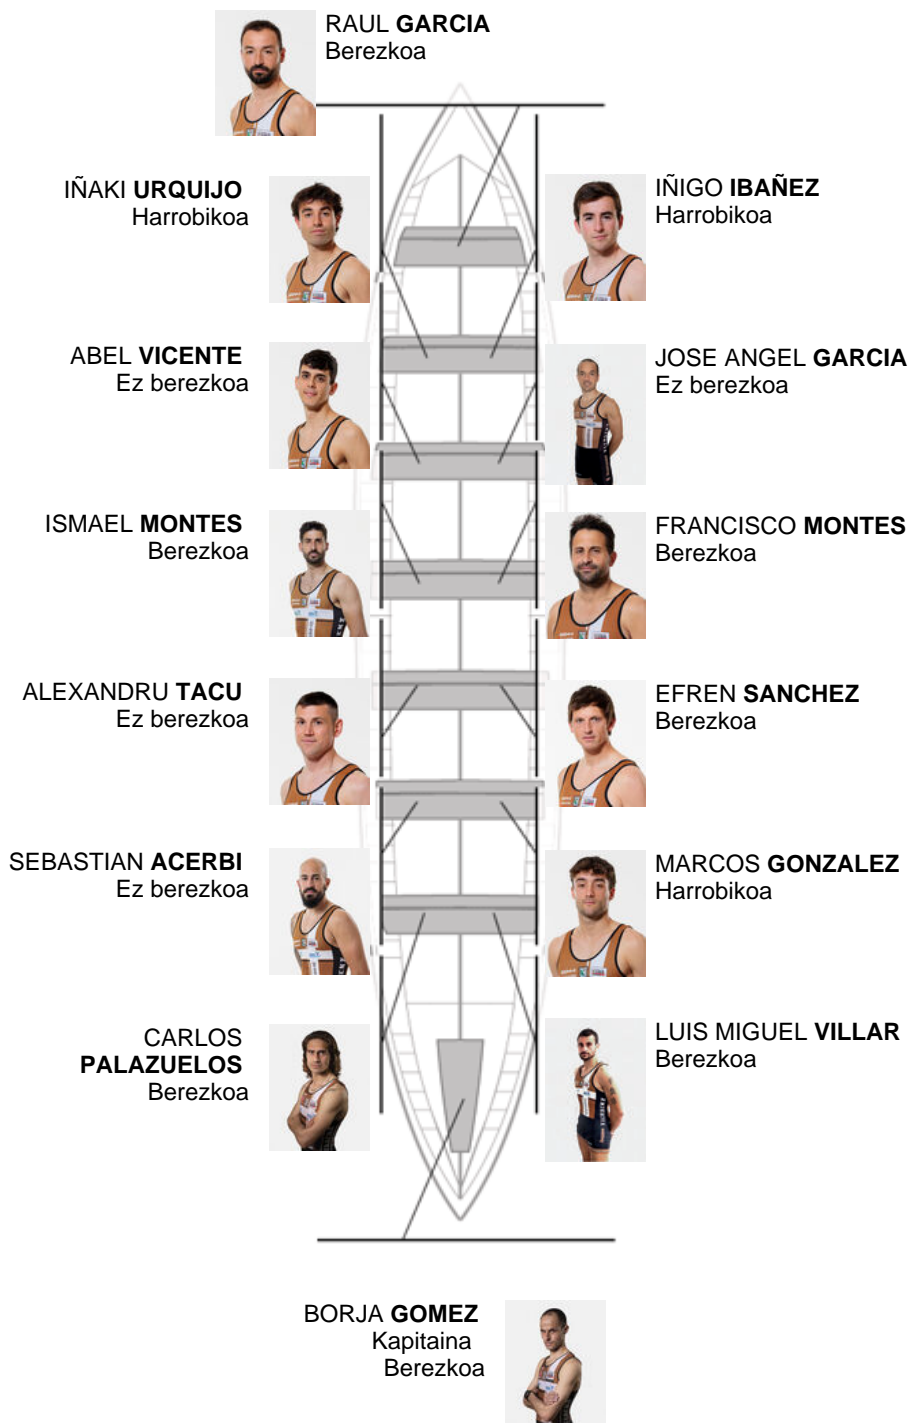 RAUL GARCIA
Berezkoa
IÑAKI URQUIJO
Harrobikoa
IÑIGO IBAÑEZ
Harrobikoa
ABEL VICENTE
Ez berezkoa
JOSE ANGEL GARCIA
Ez berezkoa
ISMAEL MONTES
Berezkoa
FRANCISCO MONTES
Berezkoa
ALEXANDRU TACU
Ez berezkoa
EFREN SANCHEZ
Berezkoa
SEBASTIAN ACERBI
Ez berezkoa
MARCOS GONZALEZ
Harrobikoa
CARLOS
PALAZUELOS
Berezkoa
LUIS MIGUEL VILLAR
Berezkoa
BORJA GOMEZ
Kapitaina
Berezkoa